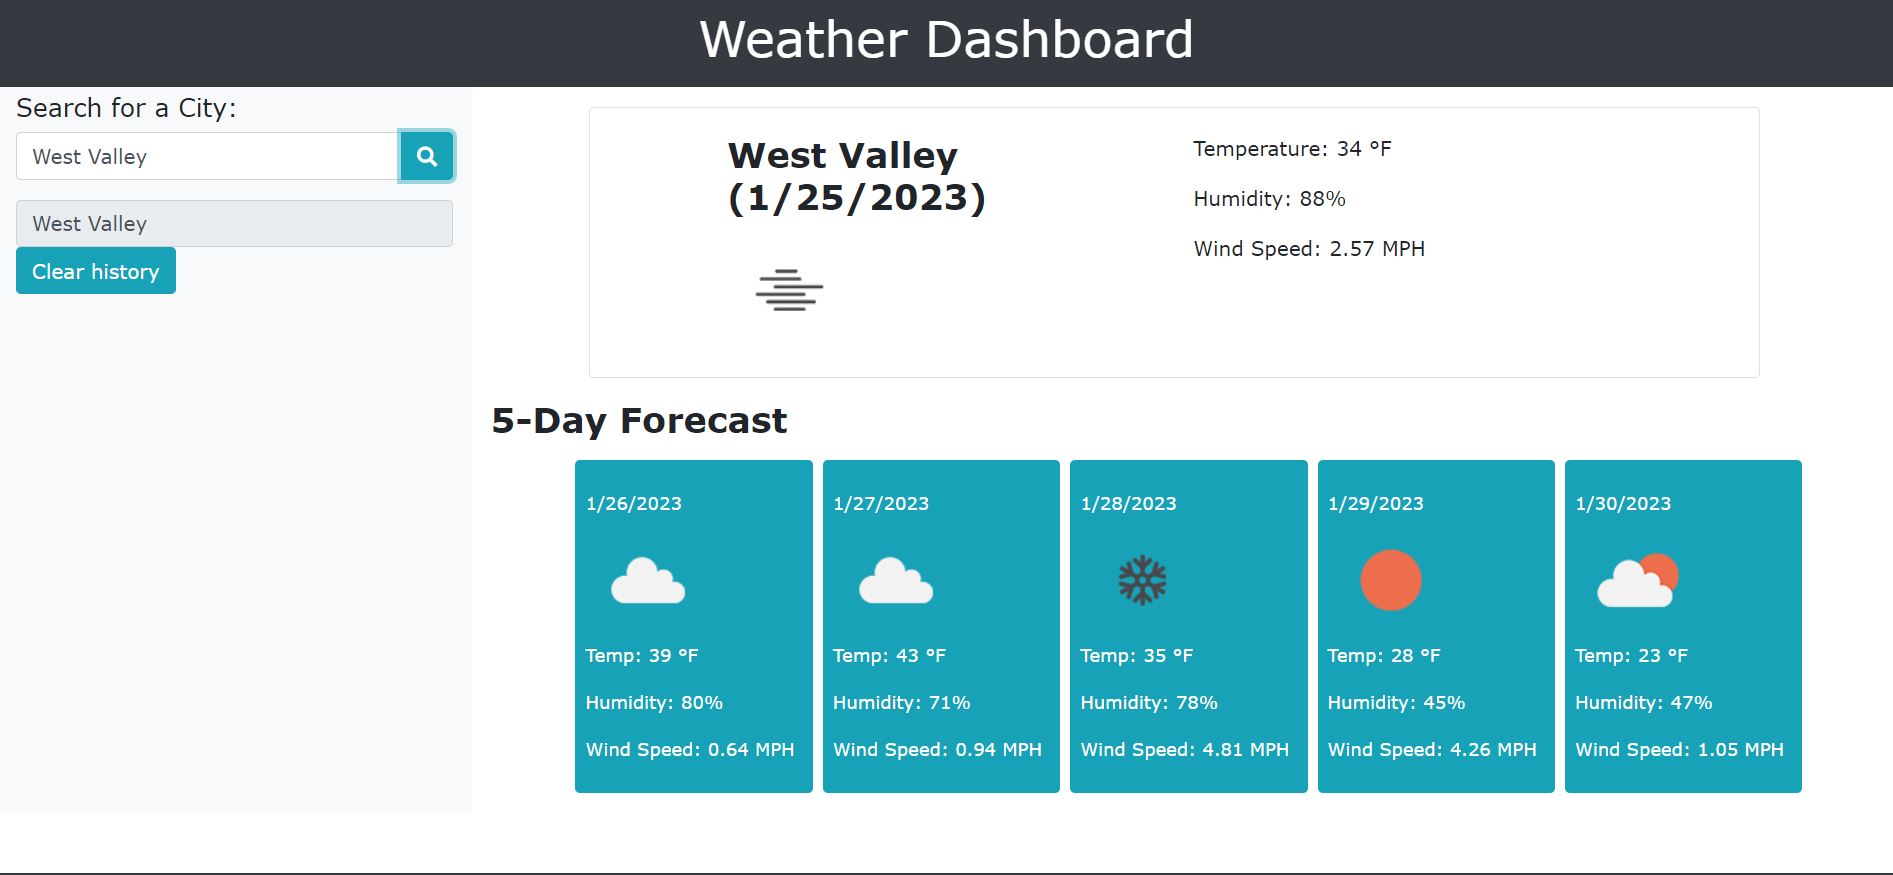 Weather Dashboard
Search for a City:
West Valley
West Valley
Clear history
West Valley
(1/25/2023)
Temperature: 34 °F
Humidity: 88%
Wind Speed: 2.57 MPH
5-Day Forecast
1/26/2023
Temp: 39 °F
Humidity: 80%
Wind Speed: 0.64 MPH
1/27/2023
Temp: 43 °F
Humidity: 71%
Wind Speed: 0.94 MPH
1/28/2023
Temp: 35 °F
Humidity: 78%
Wind Speed: 4.81 MPH
1/29/2023
Temp: 28 °F
Humidity: 45%
Wind Speed: 4.26 MPH
1/30/2023
Temp: 23 °F
Humidity: 47%
Wind Speed: 1.05 MPH